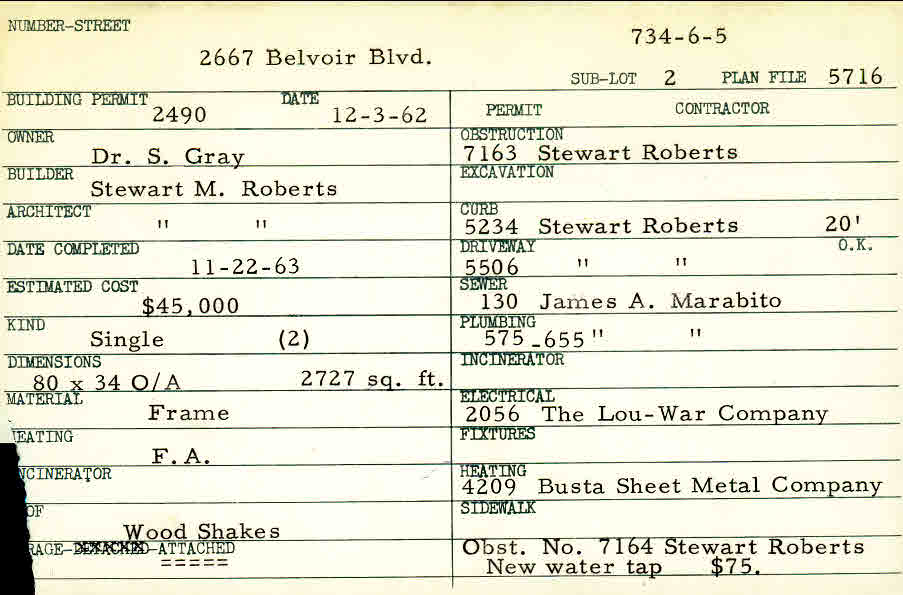 NUMBER-STREET
2667 Belvoir Blvd.
734-6-5
SUB-LOT 2 PLAN FILE 5716
BUILDING PERMIT DATE
2490 12-3-62
PERMIT CONTRACTOR
OWNER
Dr. S. Gray
OBSTRUCTION
7163 Stewart Roberts
BUILDER
Stewart M. Roberts
EXCAVATION
ARCHITECT
" "
CURB
5234 Stewart Roberts 20'
DATE COMPLETED
11-22-63
DRIVEWAY O.K.
5506 " "
ESTIMATED COST
$45,000
SEWER
130 James A. Marabito
KIND
Single (2)
PLUMBING
575-655 " "
DIMENSIONS
80 x 34 O/A 2727 sq. ft.
INCINERATOR
MATERIAL
Frame
ELECTRICAL
2056 The Lou-War Company
EATING
F.A.
FIXTURES
NCINERATOR
HEATING
4209 Busta Sheet Metal Company
OF
Wood Shakes
SIDEWALK
RAGE-DETACHED-ATTACHED
=====
Obst. No. 7164 Stewart Roberts
New water tap $75.